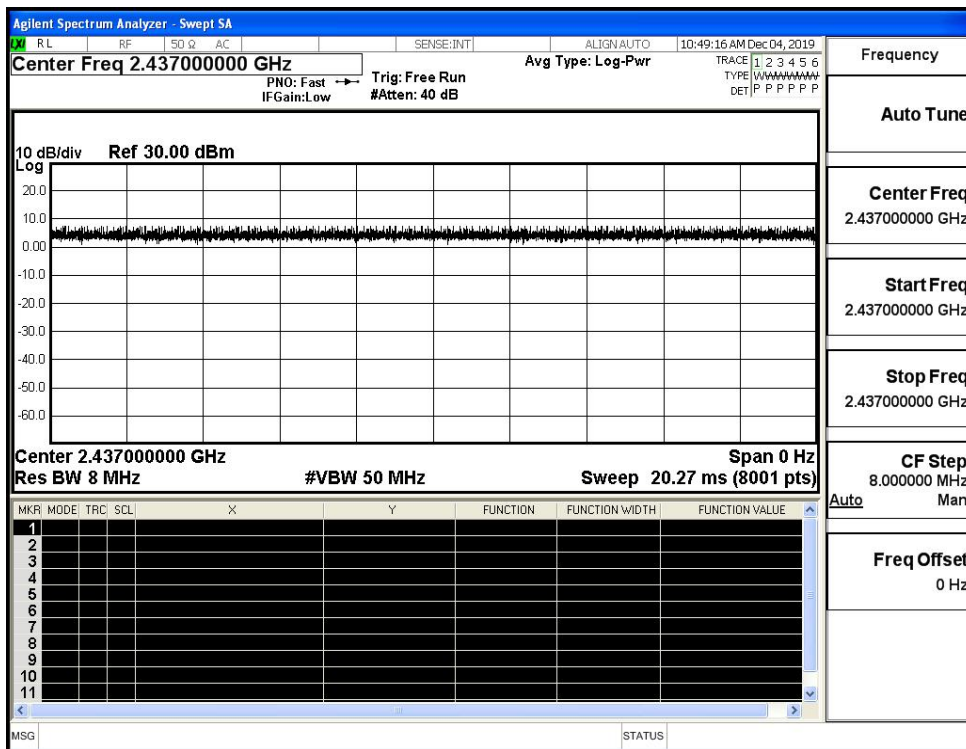 Agilent Spectrum Analyzer - Swept SA
LXI RL RF 50 Ω AC SENSE:INT ALIGN AUTO 10:49:16 AM Dec 04, 2019
Center Freq 2.437000000 GHz Avg Type: Log-Pwr TRACE 1 2 3 4 5 6
PNO: Fast Trig: Free Run TYPE WWWWWW
IFGain:Low #Atten: 40 dB DET P P P P P P
10 dB/div Ref 30.00 dBm
Log
20.0
10.0
0.00
-10.0
-20.0
-30.0
-40.0
-50.0
-60.0
Center 2.437000000 GHz Span 0 Hz
Res BW 8 MHz #VBW 50 MHz Sweep 20.27 ms (8001 pts)
MKR MODE TRC SCL X Y FUNCTION FUNCTION WIDTH FUNCTION VALUE
1
2
3
4
5
6
7
8
9
10
11
MSG STATUS
Frequency
Auto Tune
Center Freq
2.437000000 GHz
Start Freq
2.437000000 GHz
Stop Freq
2.437000000 GHz
CF Step
8.000000 MHz
Auto Man
Freq Offset
0 Hz